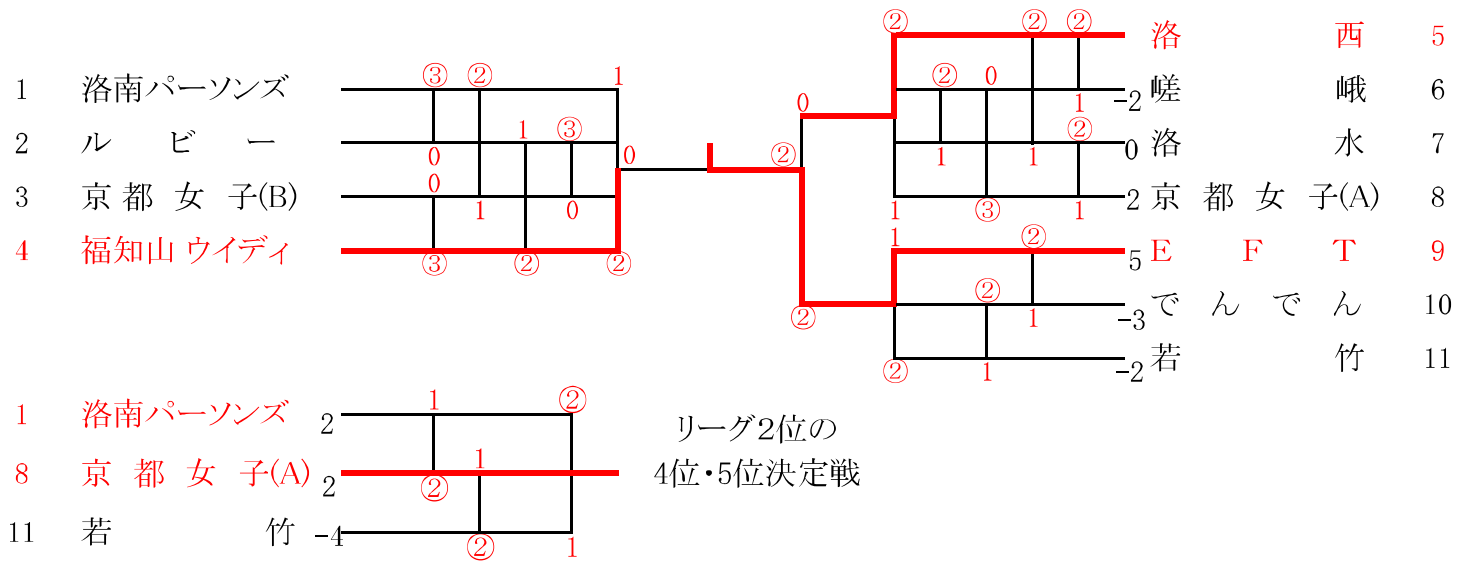 ② ② ② 洛 西 5
1 洛南パーソンズ ③ ② 1 0 ② 0 1 -2 嵯 峨 6
2 ル ビ ー 0 1 ③ 0 ② 1 1 ② 0 洛 水 7
3 京 都 女 子(B) 0 1 0 1 ③ 1 2 京 都 女 子(A) 8
4 福知山 ウイディ ③ ② ② 1 ② 5 E F T 9
② ② 1 -3 で ん で ん 10
② 1 -2 若 竹 11
1 洛南パーソンズ 2 1 ② リーグ2位の
8 京 都 女 子(A) 2 ② 1 4位・5位決定戦
11 若 竹 -4 ② 1